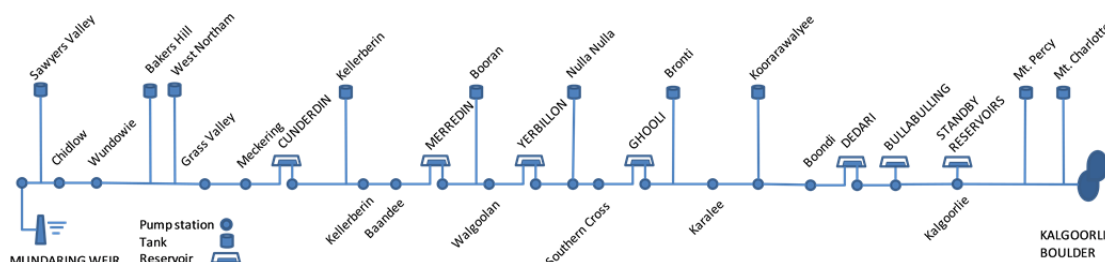 Sawyers Valley
Chidlow
Wundowie
Bakers Hill
West Northam
Grass Valley
Meckering
CUNDERDIN
Kellerberin
Kellerberin
Baandee
MERREDIN
Booran
Walgoolan
YERBILLON
Nulla Nulla
Southern Cross
GHOOLI
Bronti
Karalee
Koorarawalyee
Boondi
DEDARI
BULLABULLING
STANDBY
RESERVOIRS
Kalgoorlie
Mt. Percy
Mt. Charlotte
KALGOORLI
BOULDER
MUNDARING WEIR
Pump station
Tank
Reservoir